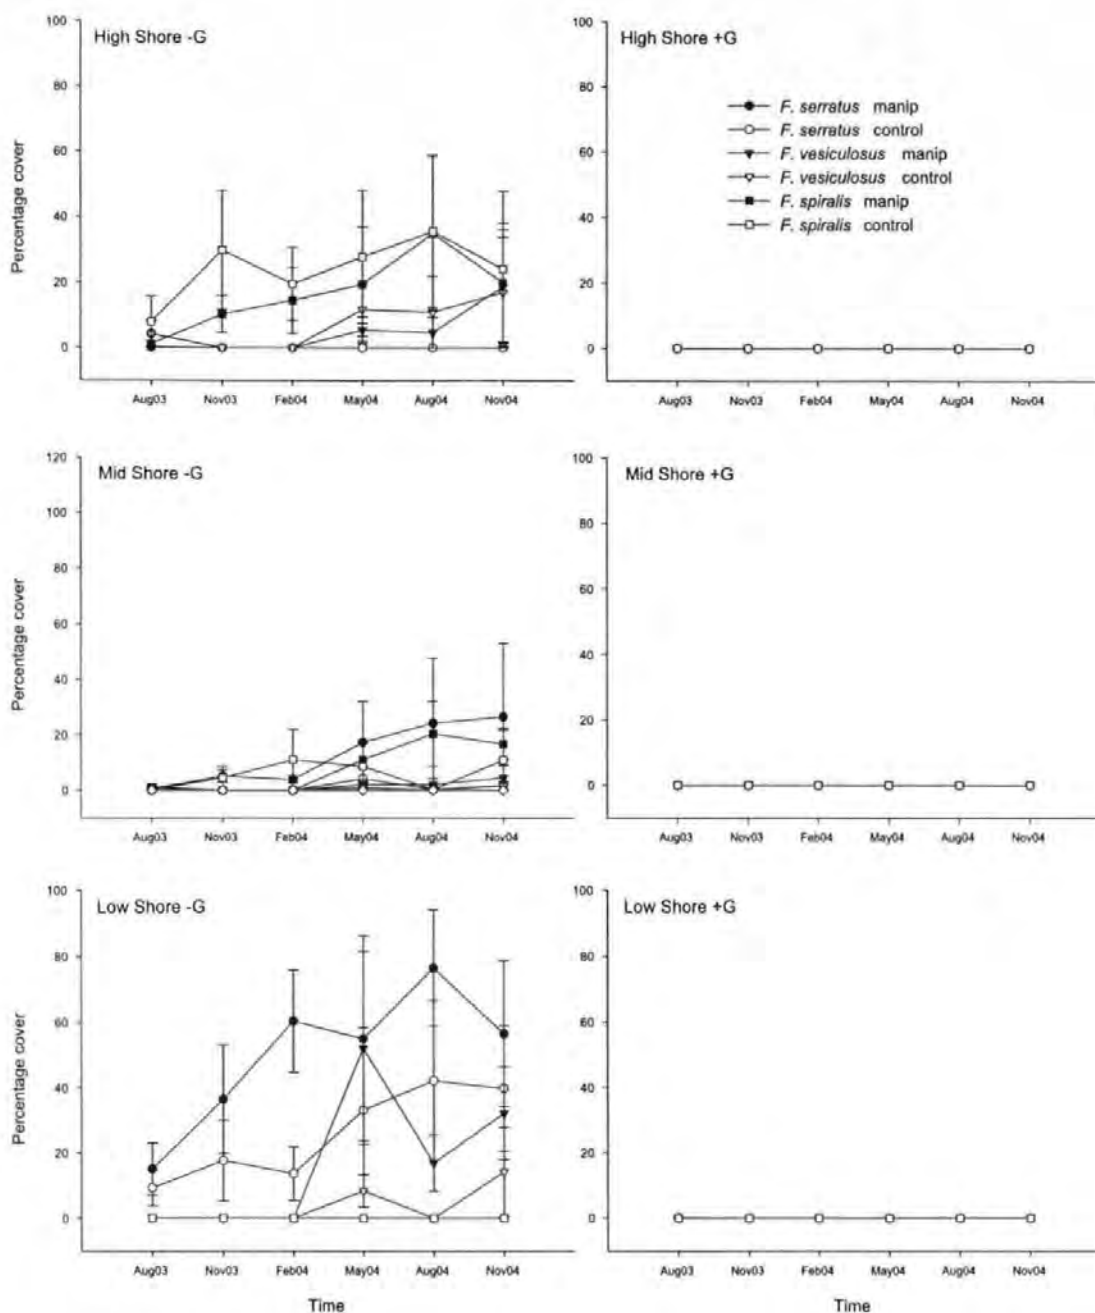 High Shore -G
100
80
60
40
20
0
Percentage cover
Aug03 Nov03 Feb04 May04 Aug04 Nov04
High Shore +G
100
80
60
40
20
0
F. serratus manip
F. serratus control
F. vesiculosus manip
F. vesiculosus control
F. spiralis manip
F. spiralis control
Aug03 Nov03 Feb04 May04 Aug04 Nov04
Mid Shore -G
120
100
80
60
40
20
0
Percentage cover
Aug03 Nov03 Feb04 May04 Aug04 Nov04
Mid Shore +G
100
80
60
40
20
0
Aug03 Nov03 Feb04 May04 Aug04 Nov04
Low Shore -G
100
80
60
40
20
0
Percentage cover
Aug03 Nov03 Feb04 May04 Aug04 Nov04
Time
Low Shore +G
100
80
60
40
20
0
Aug03 Nov03 Feb04 May04 Aug04 Nov04
Time